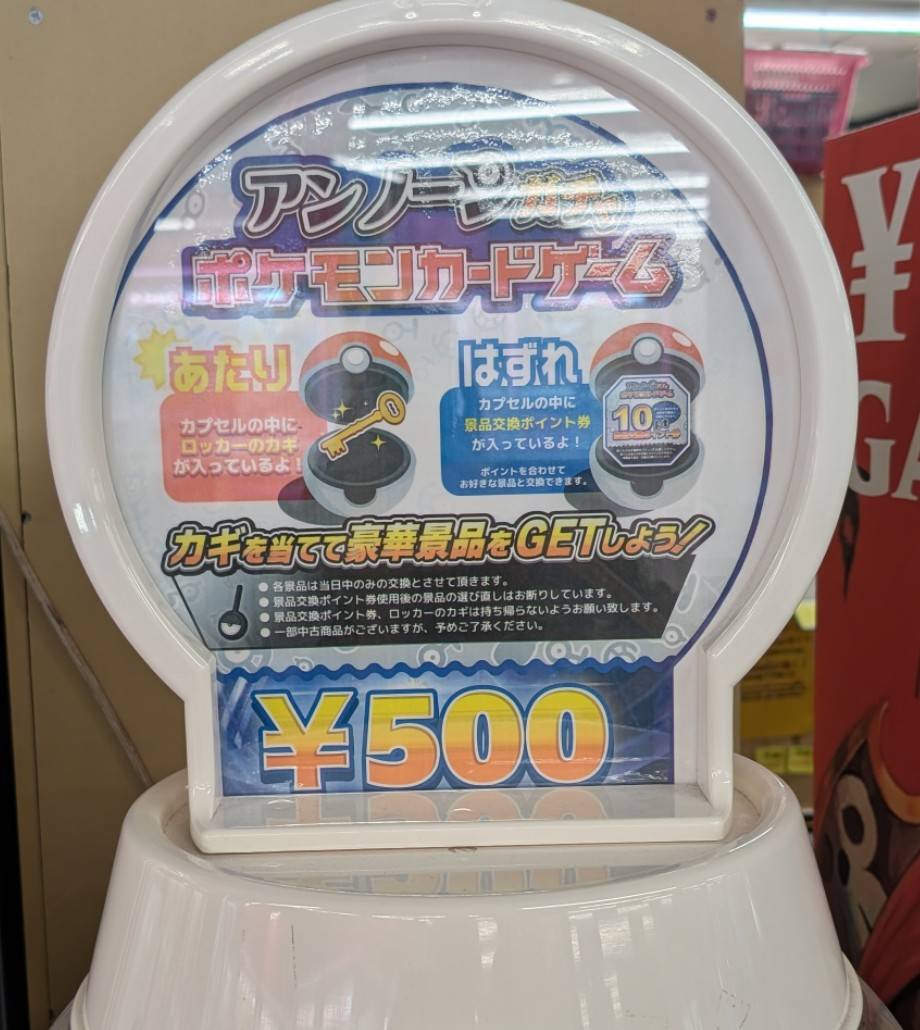 アンノーンガチャ
ポケモンカードゲーム
あたり
カプセルの中に
ロッカーのカギ
が入っているよ！
はずれ
カプセルの中に
景品交換ポイント券
が入っているよ！
ポイントを合わせて
お好きな景品と交換できます。
10
カギを当てて豪華景品をGETしよう！
●各景品は当日中のみの交換とさせて頂きます。
●景品交換ポイント券使用後の景品の選び直しはお断りしています。
●景品交換ポイント券、ロッカーのカギは持ち帰らないようお願い致します。
●一部中古商品がございますが、予めご了承ください。
¥500
¥
GA